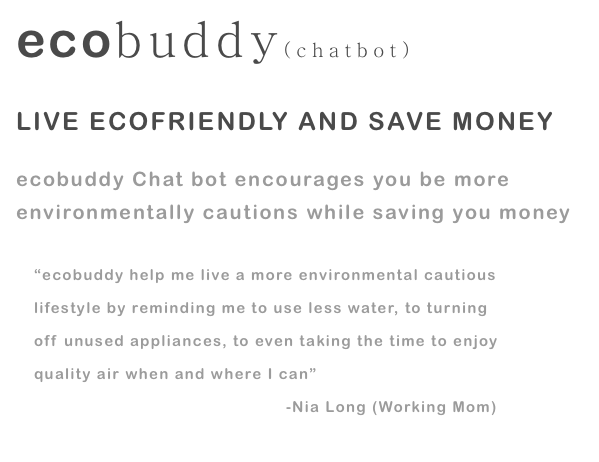 ecobuddy(chatbot)
LIVE ECOFRIENDLY AND SAVE MONEY
ecobuddy Chat bot encourages you be more
environmentally cautions while saving you money
“ecobuddy help me live a more environmental cautious
lifestyle by reminding me to use less water, to turning
off unused appliances, to even taking the time to enjoy
quality air when and where I can”
-Nia Long (Working Mom)